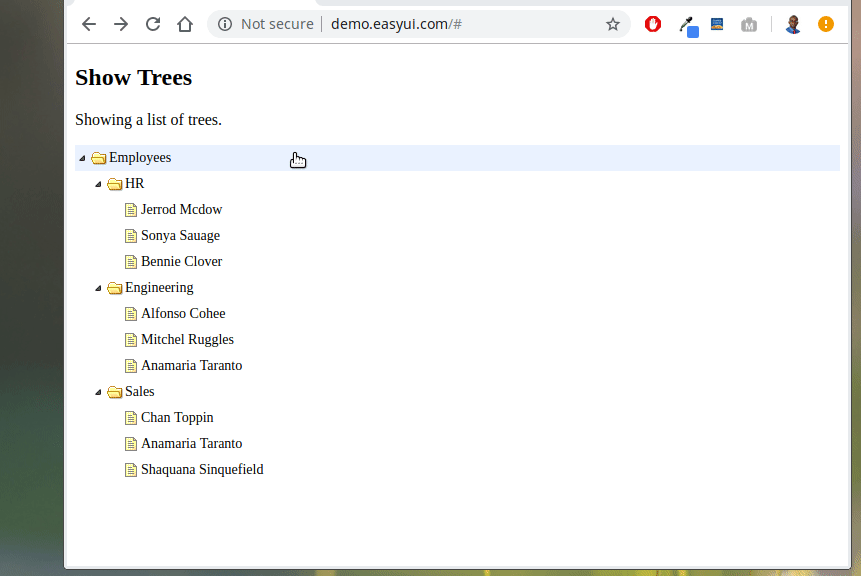 Not secure | demo.easyui.com/#
M
Show Trees
Showing a list of trees.
Employees
HR
Jerrod Mcdow
Sonya Sauage
Bennie Clover
Engineering
Alfonso Cohee
Mitchel Ruggles
Anamaria Taranto
Sales
Chan Toppin
Anamaria Taranto
Shaquana Sinquefield